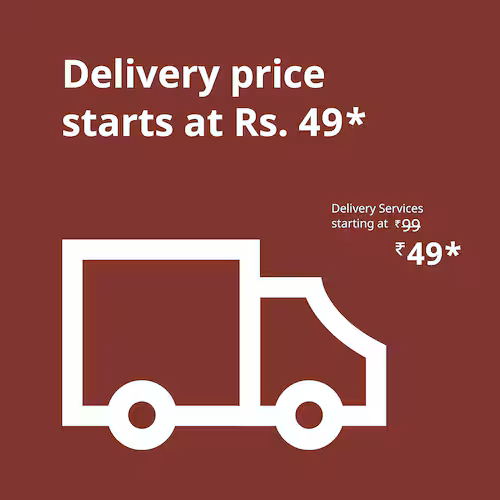 Delivery price
starts at Rs. 49*
Delivery Services
starting at ₹99
₹49*